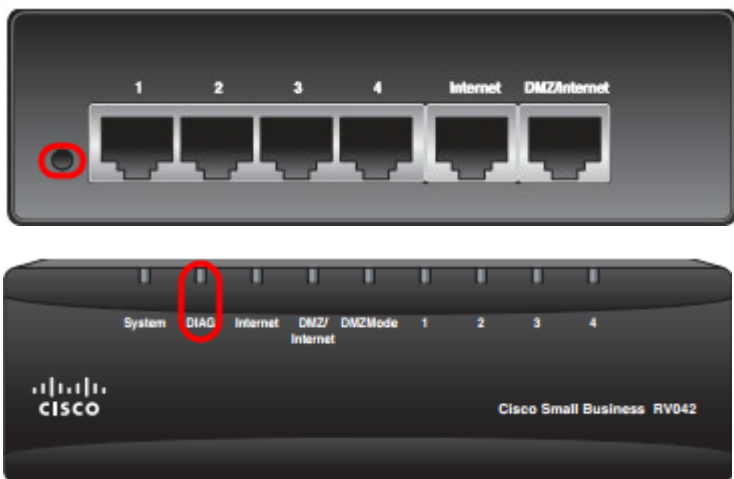 1 2 3 4 Internet DMZ/Internet
System DIAG Internet DMZ/ DMZMode 1 2 3 4
Internet
CISCO
Cisco Small Business RV042